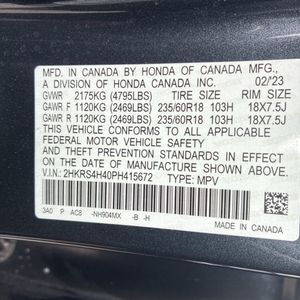 MFD. IN CANADA BY HONDA OF CANADA MFG.,
A DIVISION OF HONDA CANADA INC. 02/'23
GVWR 2175KG (4795LBS) TIRE SIZE RIM SIZE
GAWR F 1120KG (2469LBS) 235/60R18 103H 18X7.5J
GAWR R 1120KG (2469LBS) 235/60R18 103H 18X7.5J
THIS VEHICLE CONFORMS TO ALL APPLICABLE
FEDERAL MOTOR VEHICLE SAFETY
STANDARDS IN EFFECT ON THE
DATE OF MANUFACTURE SHOWN ABOVE.
V.I.N.: 2HKRS4H40PH415672 TYPE: MPV
3A0 P AC8 -NH904MX -B -H
MADE IN CANADA